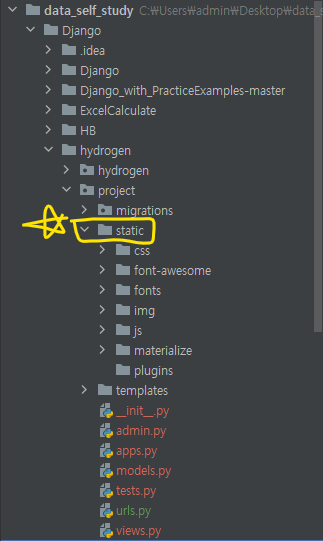 data_self_study C:\Users\admin\Desktop\data_s
Django
.idea
Django
Django_with_PracticeExamples-master
ExcelCalculate
HB
hydrogen
hydrogen
project
migrations
static
css
font-awesome
fonts
img
js
materialize
plugins
templates
__init__.py
admin.py
apps.py
models.py
tests.py
urls.py
views.py